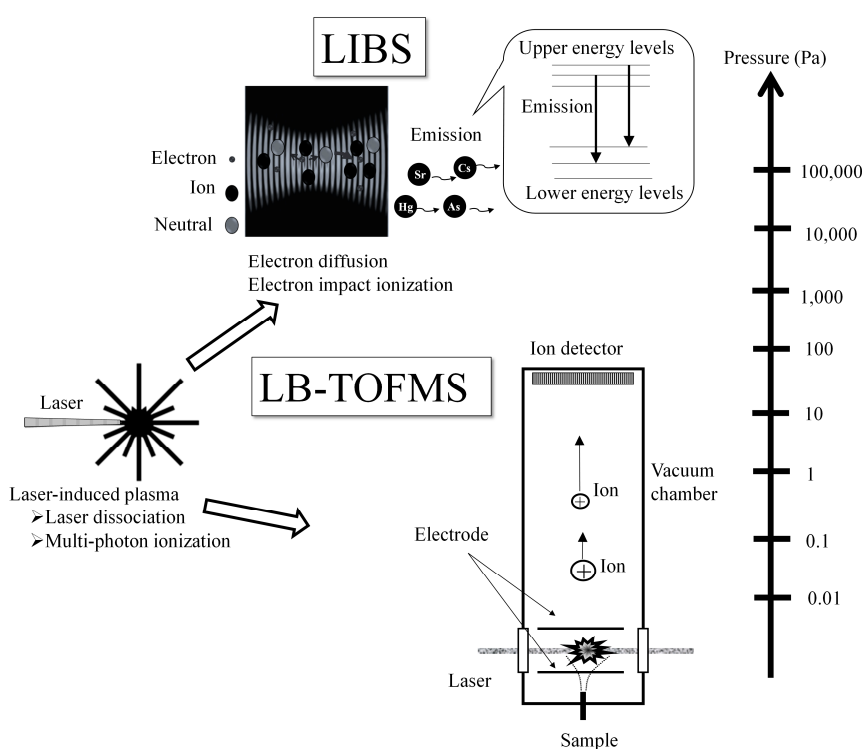 LIBS
Upper energy levels
Emission
Lower energy levels
Pressure (Pa)
Electron
Ion
Neutral
Emission
Sr
Cs
Hg
As
Electron diffusion
Electron impact ionization
100,000
10,000
1,000
100
10
1
0.1
0.01
LB-TOFMS
Laser
Laser-induced plasma
➢Laser dissociation
➢Multi-photon ionization
Ion detector
Vacuum
chamber
Ion
+
Ion
+
Electrode
Laser
Sample